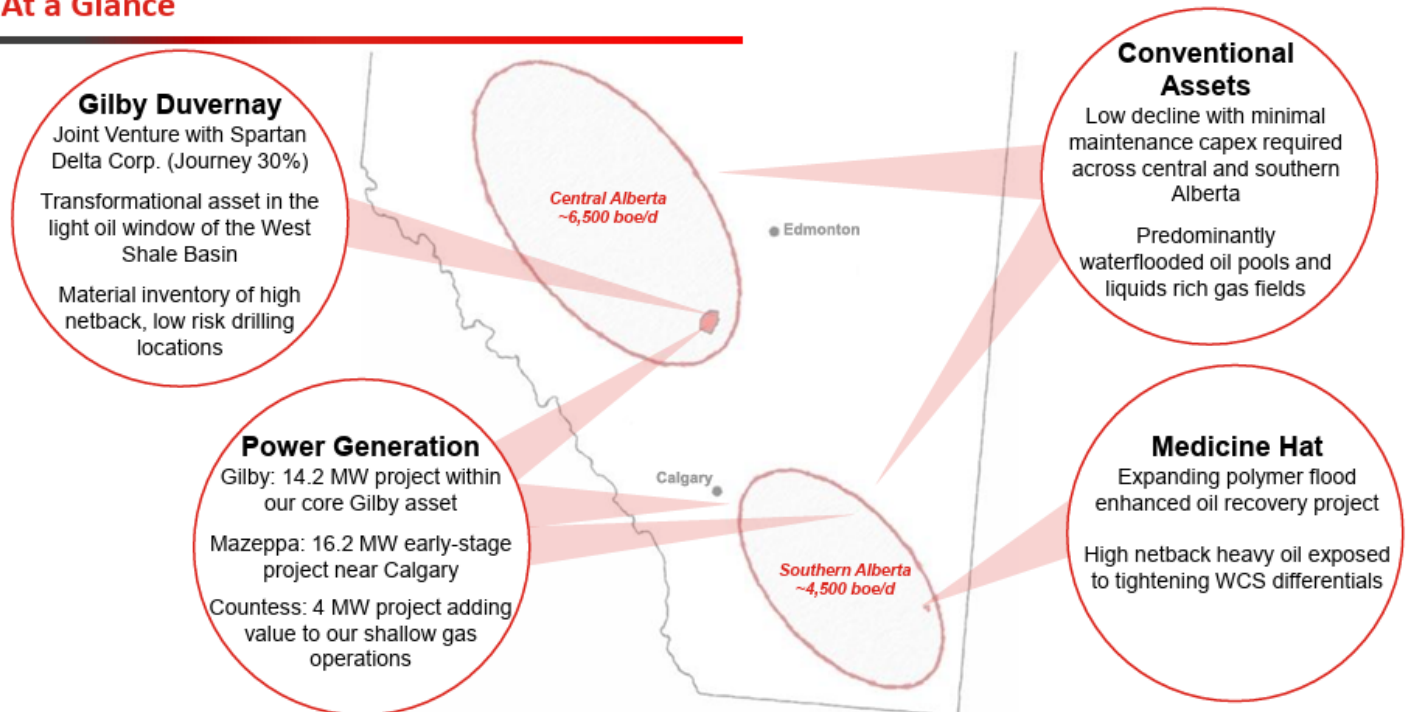 At a Glance
Gilby Duvernay
Joint Venture with Spartan
Delta Corp. (Journey 30%)
Transformational asset in the
light oil window of the West
Shale Basin
Material inventory of high
netback, low risk drilling
locations
Central Alberta
~6,500 boe/d
Edmonton
Conventional
Assets
Low decline with minimal
maintenance capex required
across central and southern
Alberta
Predominantly
waterflooded oil pools and
liquids rich gas fields
Power Generation
Gilby: 14.2 MW project within
our core Gilby asset
Mazeppa: 16.2 MW early-stage
project near Calgary
Countess: 4 MW project adding
value to our shallow gas
operations
Calgary
Southern Alberta
~4,500 boe/d
Medicine Hat
Expanding polymer flood
enhanced oil recovery project
High netback heavy oil exposed
to tightening WCS differentials